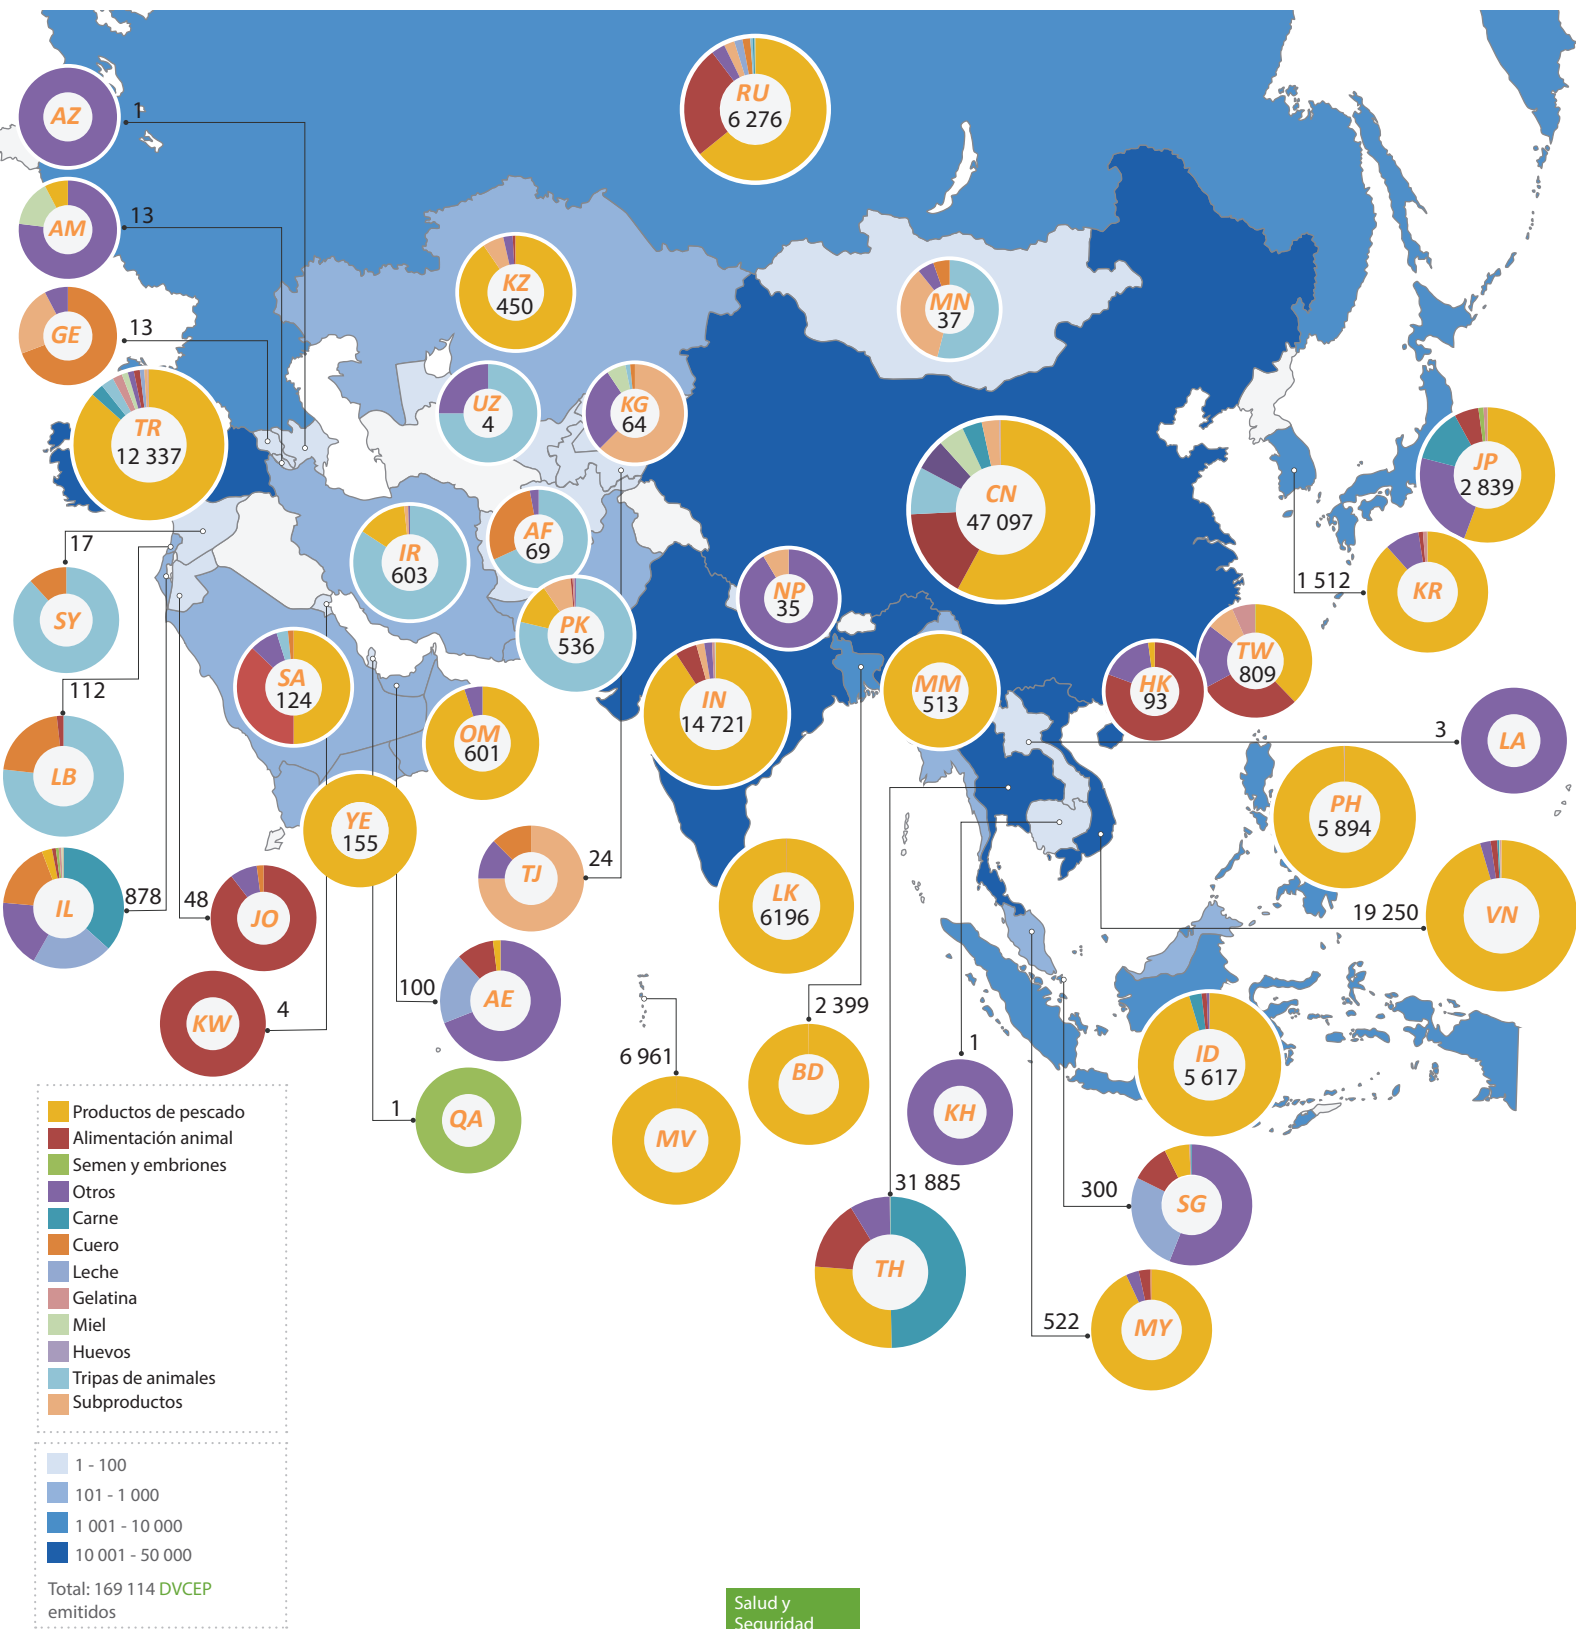 RU
6 276
AZ
1
AM
13
GE
13
KZ
450
MN
37
TR
12 337
UZ
4
KG
64
CN
47 097
JP
2 839
IR
603
AF
69
17
SY
NP
35
1 512
KR
PK
536
TW
809
SA
124
112
LB
OM
601
IN
14 721
MM
513
HK
93
3
LA
YE
155
PH
5 894
24
TJ
LK
6196
878
IL
48
JO
19 250
VN
100
AE
KW
4
2 399
BD
6 961
MV
1
KH
ID
5 617
1
QA
31 885
TH
300
SG
522
MY
Productos de pescado
Alimentación animal
Semen y embriones
Otros
Carne
Cuero
Leche
Gelatina
Miel
Huevos
Tripas de animales
Subproductos
1 - 100
101 - 1 000
1 001 - 10 000
10 001 - 50 000
Total: 169 114 DVCEP
emitidos
Salud y
Seguridad